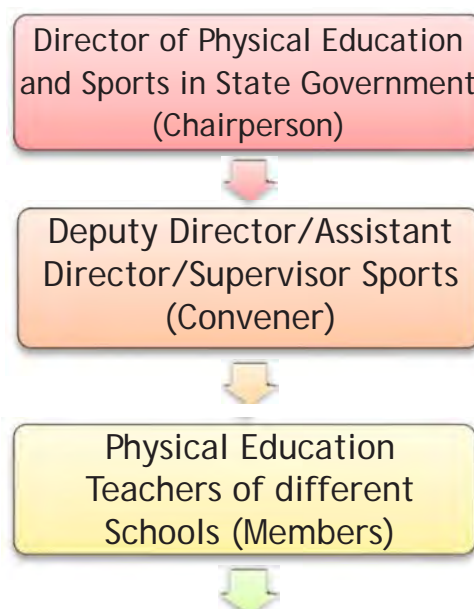 Director of Physical Education
and Sports in State Government
(Chairperson)
Deputy Director/Assistant
Director/Supervisor Sports
(Convener)
Physical Education
Teachers of different
Schools (Members)